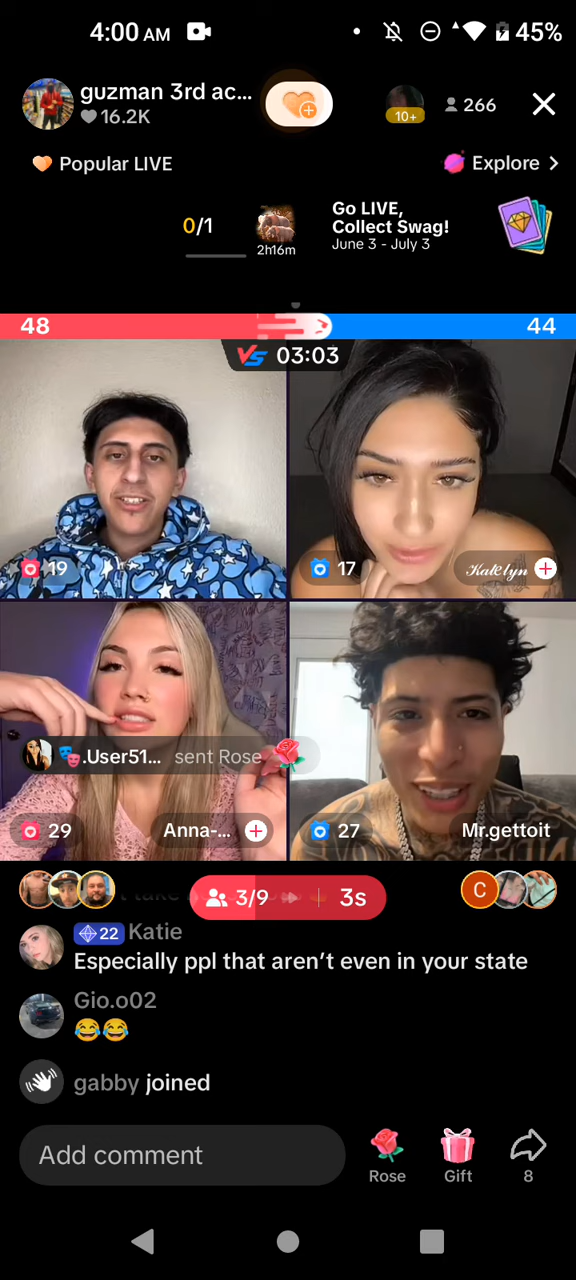 4:00 AM
45%
guzman 3rd ac...
16.2K
10+
266
Popular LIVE
Explore >
0/1
2h16m
Go LIVE,
Collect Swag!
June 3 - July 3
48
44
VS 03:03
19
17
𝒦𝒶𝓉ℯ𝓁𝓎𝓃
.User51... sent Rose
29
Anna-...
27
Mr.gettoit
C
3/9
3s
22 Katie
Especially ppl that aren't even in your state
Gio.o02
😂😂
gabby joined
Add comment
Rose
Gift
8